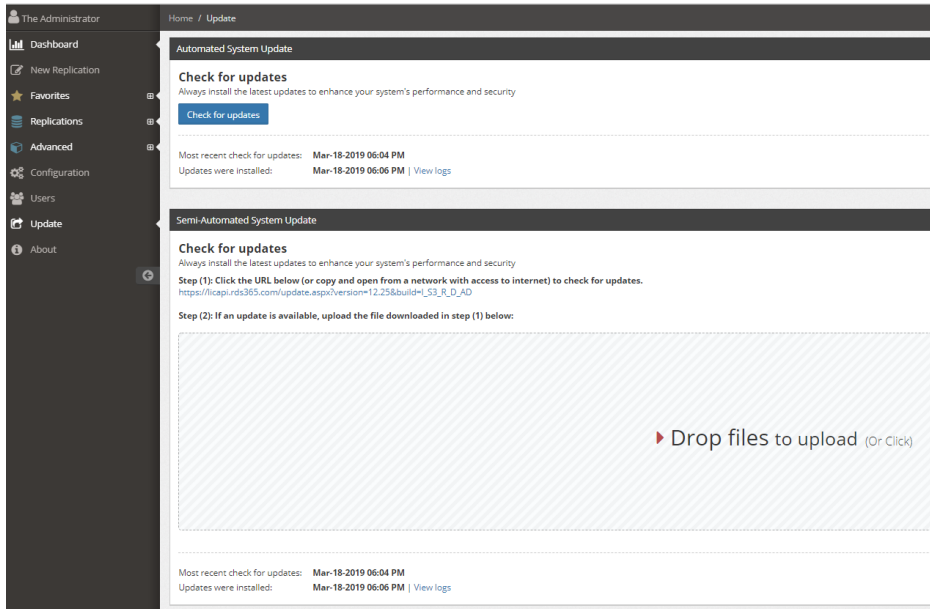 The Administrator
Dashboard
New Replication
Favorites
Replications
Advanced
Configuration
Users
Update
About
Home / Update
Automated System Update
Check for updates
Always install the latest updates to enhance your system's performance and security
Check for updates
Most recent check for updates: Mar-18-2019 06:04 PM
Updates were installed: Mar-18-2019 06:06 PM | View logs
Semi-Automated System Update
Check for updates
Always install the latest updates to enhance your system's performance and security
Step (1): Click the URL below (or copy and open from a network with access to internet) to check for updates.
https://licapi.rds365.com/update.aspx?version=12.25&build=I_S3_R_D_AD
Step (2): If an update is available, upload the file downloaded in step (1) below:
Drop files to upload (Or Click)
Most recent check for updates: Mar-18-2019 06:04 PM
Updates were installed: Mar-18-2019 06:06 PM | View logs